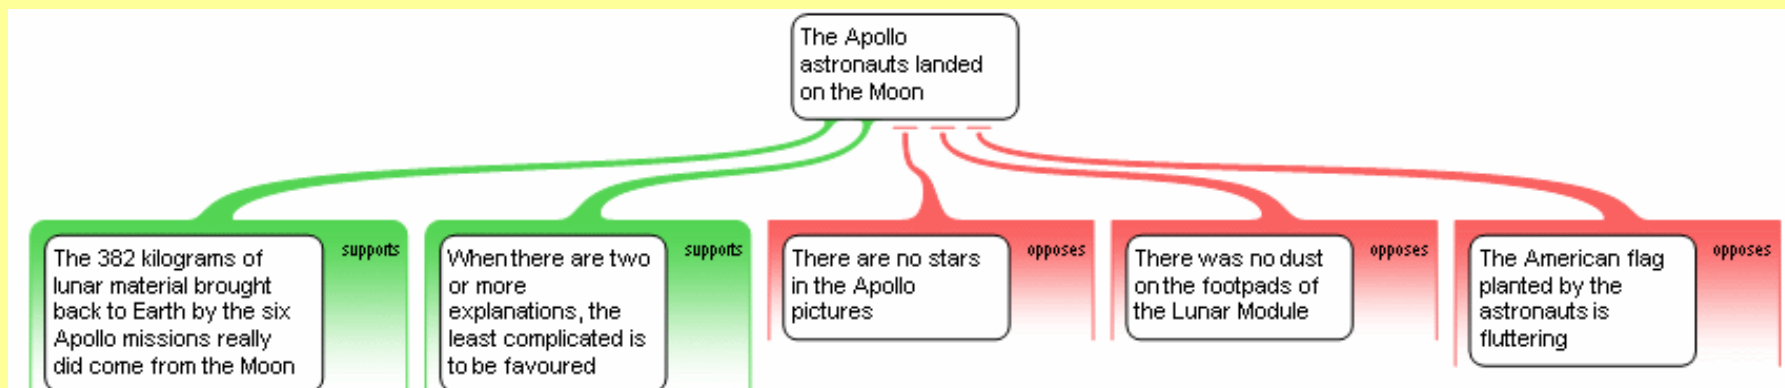 The Apollo
astronauts landed
on the Moon
The 382 kilograms of
lunar material brought
back to Earth by the six
Apollo missions really
did come from the Moon
supports
When there are two
or more
explanations, the
least complicated is
to be favoured
supports
There are no stars
in the Apollo
pictures
opposes
There was no dust
on the footpads of
the Lunar Module
opposes
The American flag
planted by the
astronauts is
fluttering
opposes